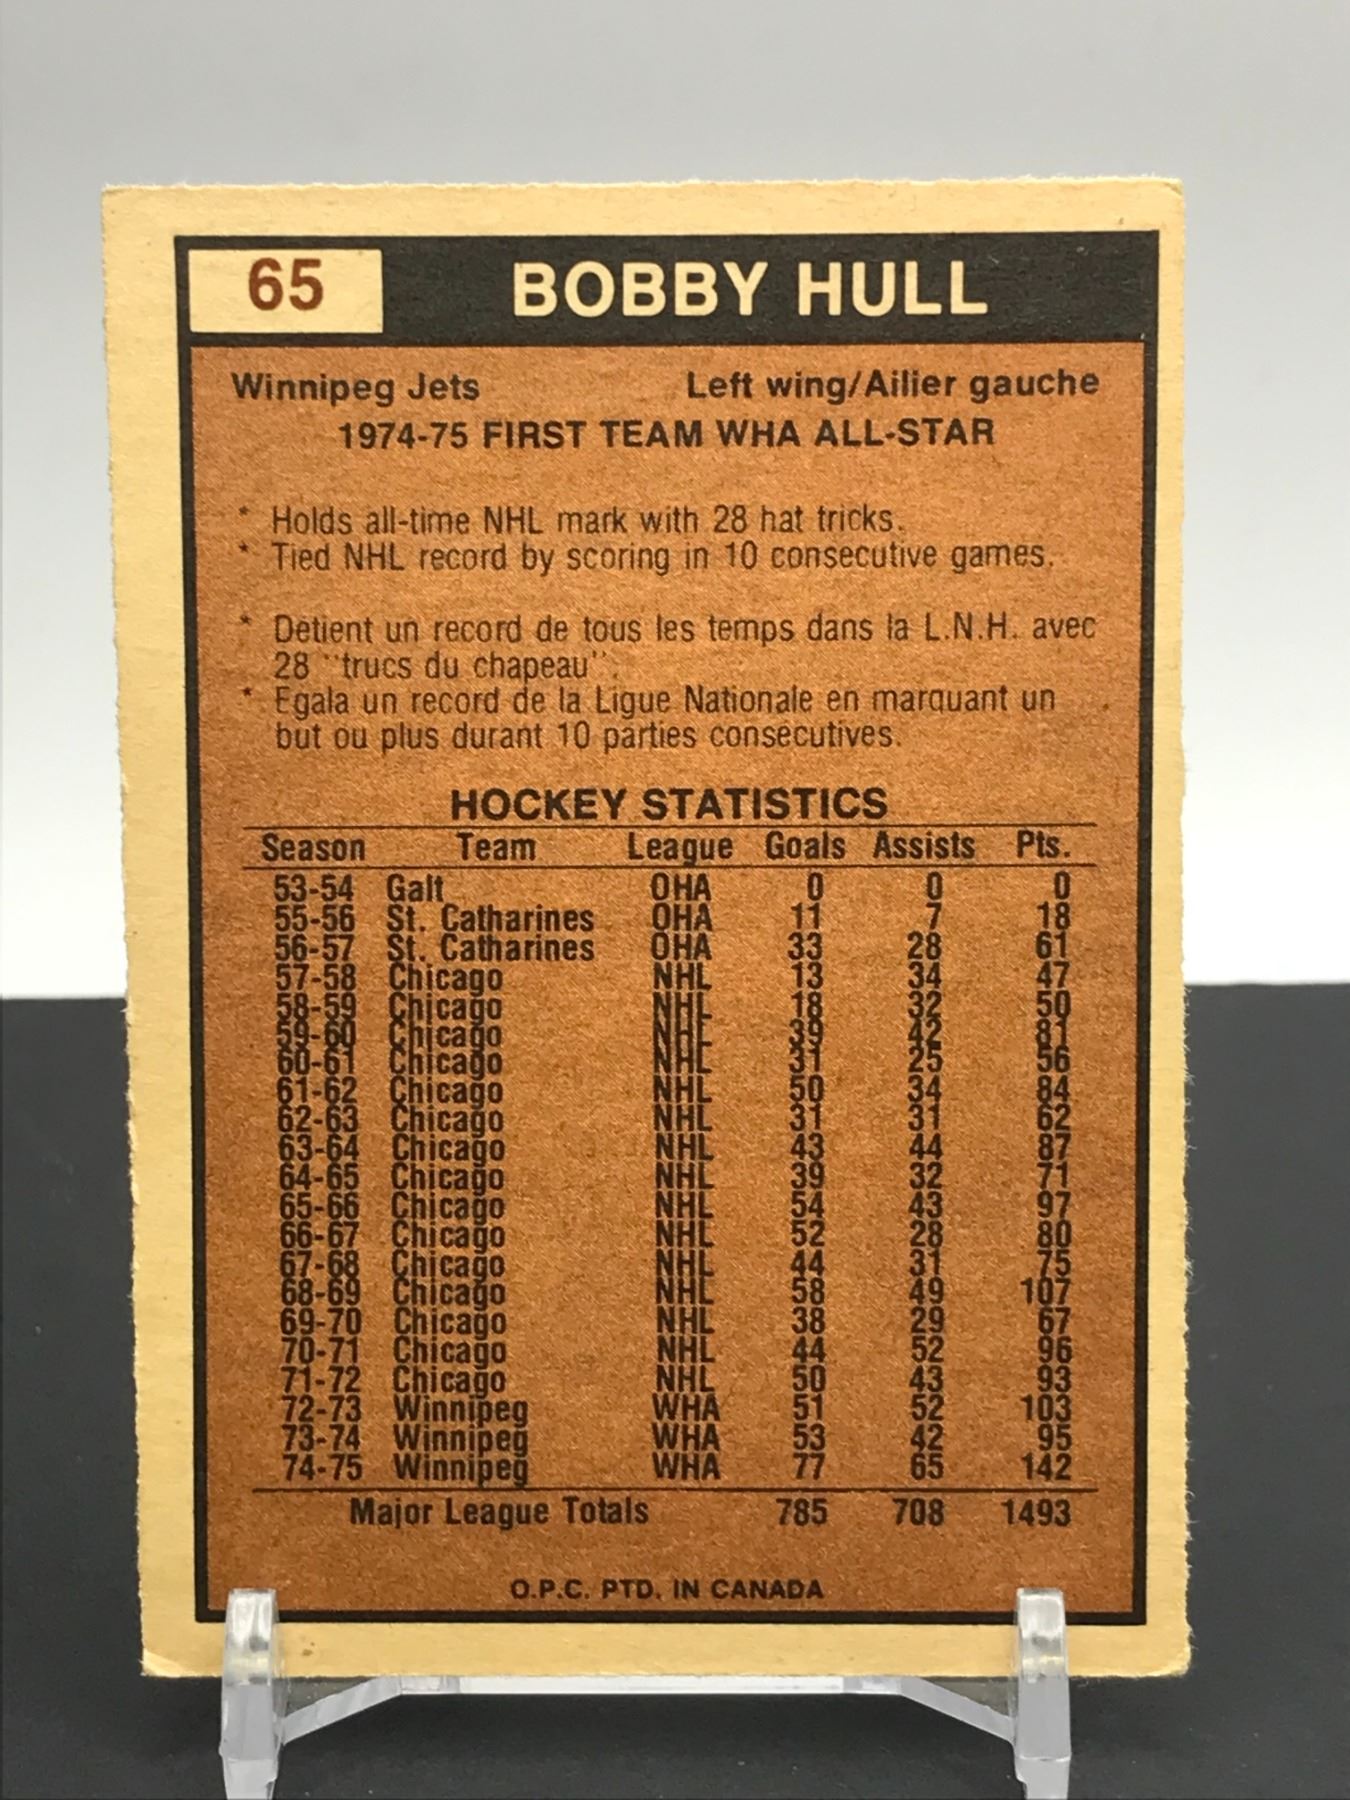 65 BOBBY HULL
Winnipeg Jets Left wing/Ailier gauche
1974-75 FIRST TEAM WHA ALL-STAR
* Holds all-time NHL mark with 28 hat tricks.
* Tied NHL record by scoring in 10 consecutive games.
* Detient un record de tous les temps dans la L.N.H. avec
28 "trucs du chapeau".
* Egala un record de la Ligue Nationale en marquant un
but ou plus durant 10 parties consécutives.
HOCKEY STATISTICS
Season Team League Goals Assists Pts.
53-54 Galt OHA 0 0 0
55-56 St. Catharines OHA 11 7 18
56-57 St. Catharines OHA 33 28 61
57-58 Chicago NHL 13 34 47
58-59 Chicago NHL 18 32 50
59-60 Chicago NHL 39 42 81
60-61 Chicago NHL 31 25 56
61-62 Chicago NHL 50 34 84
62-63 Chicago NHL 31 31 62
63-64 Chicago NHL 43 44 87
64-65 Chicago NHL 39 32 71
65-66 Chicago NHL 54 43 97
66-67 Chicago NHL 52 28 80
67-68 Chicago NHL 44 31 75
68-69 Chicago NHL 58 49 107
69-70 Chicago NHL 38 29 67
70-71 Chicago NHL 44 52 96
71-72 Chicago NHL 50 43 93
72-73 Winnipeg WHA 51 52 103
73-74 Winnipeg WHA 53 42 95
74-75 Winnipeg WHA 77 65 142
Major League Totals 785 708 1493
O.P.C. PTD. IN CANADA